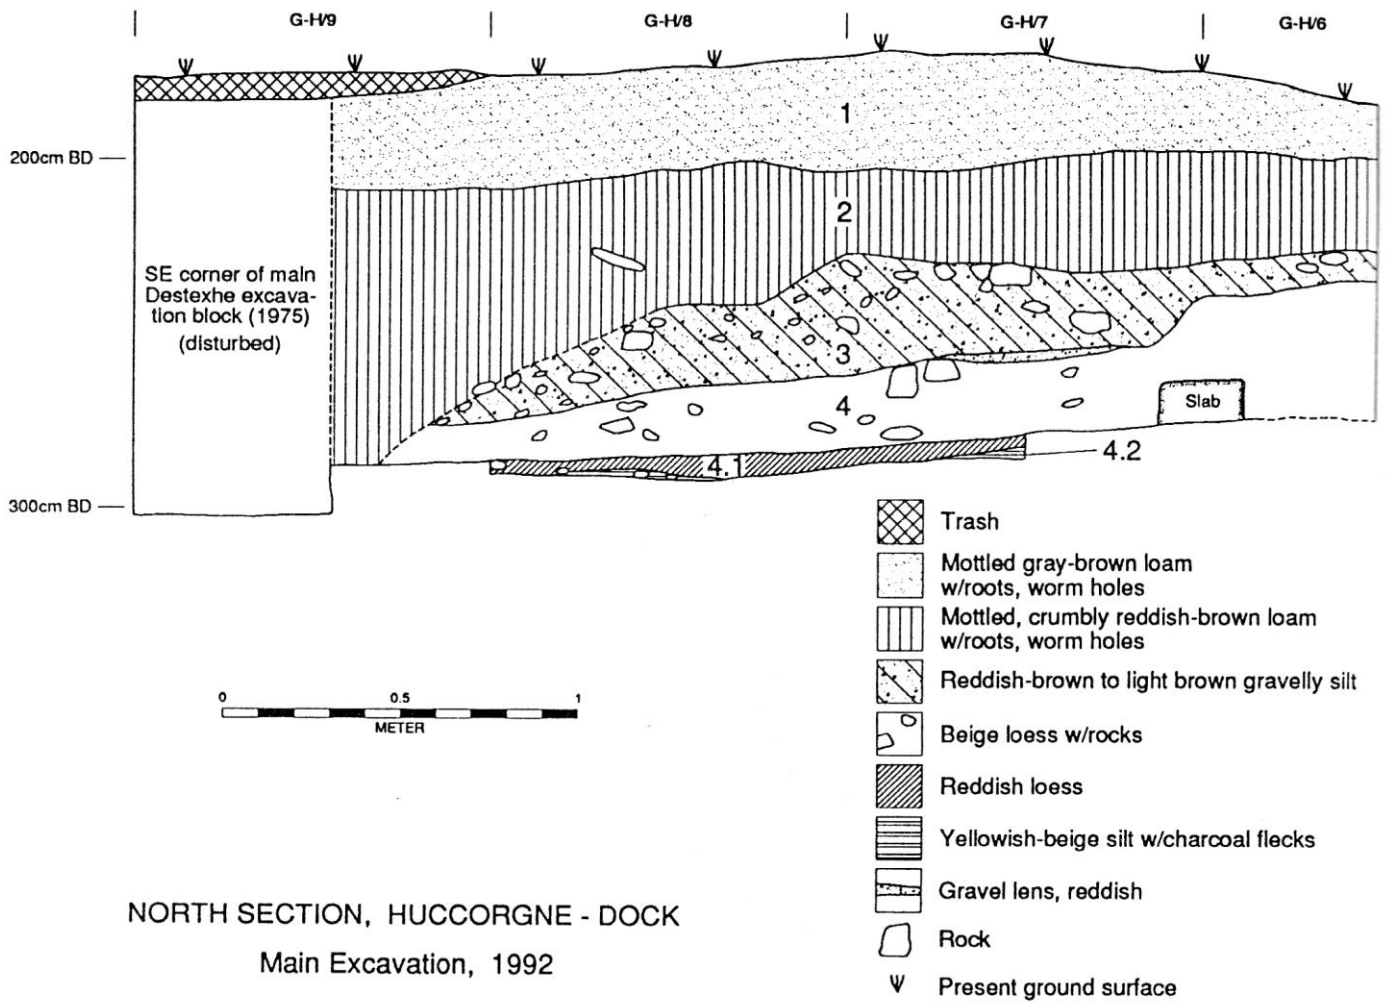 G-H/9
G-H/8
G-H/7
G-H/6
1
200cm BD
2
SE corner of main
Destexhe excava-
tion block (1975)
(disturbed)
3
4
Slab
4.1
4.2
300cm BD
Trash
Mottled gray-brown loam
w/roots, worm holes
Mottled, crumbly reddish-brown loam
w/roots, worm holes
Reddish-brown to light brown gravelly silt
0
0.5
1
METER
Beige loess w/rocks
Reddish loess
Yellowish-beige silt w/charcoal flecks
Gravel lens, reddish
NORTH SECTION, HUCCORGNE - DOCK
Rock
Main Excavation, 1992
Present ground surface